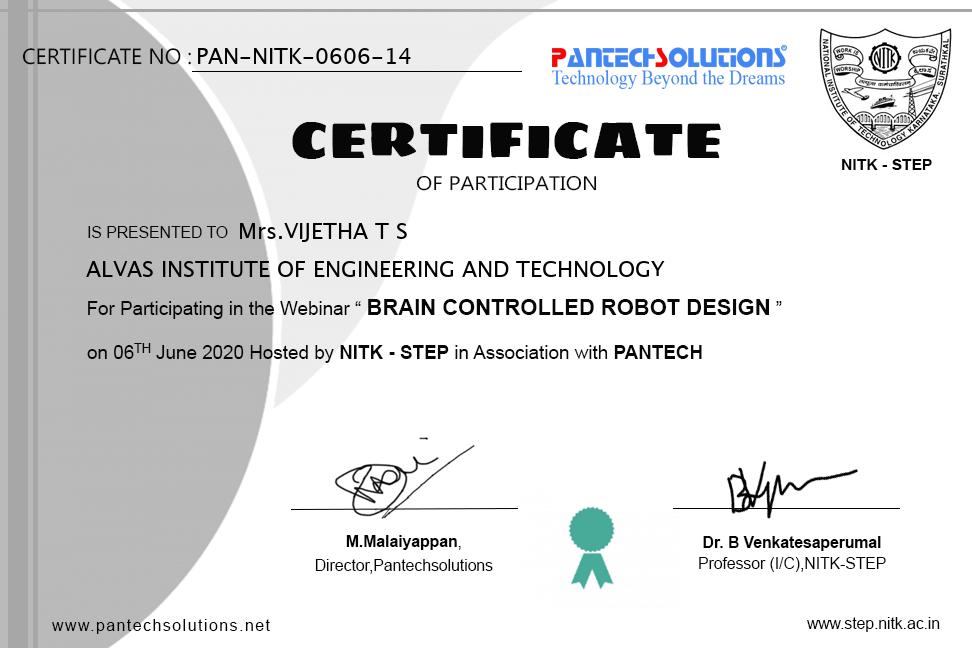 CERTIFICATE NO : PAN-NITK-0606-14
PANTECHSOLUTIONS®
Technology Beyond the Dreams
WORK IS WORSHIP
NITK
NATIONAL INSTITUTE OF TECHNOLOGY KARNATAKA, SURATHKAL
NITK - STEP
CERTIFICATE
OF PARTICIPATION
IS PRESENTED TO Mrs.VIJETHA T S
ALVAS INSTITUTE OF ENGINEERING AND TECHNOLOGY
For Participating in the Webinar “ BRAIN CONTROLLED ROBOT DESIGN ”
on 06TH June 2020 Hosted by NITK - STEP in Association with PANTECH
M.Malaiyappan,
Director,Pantechsolutions
Dr. B Venkatesaperumal
Professor (I/C),NITK-STEP
www.pantechsolutions.net
www.step.nitk.ac.in